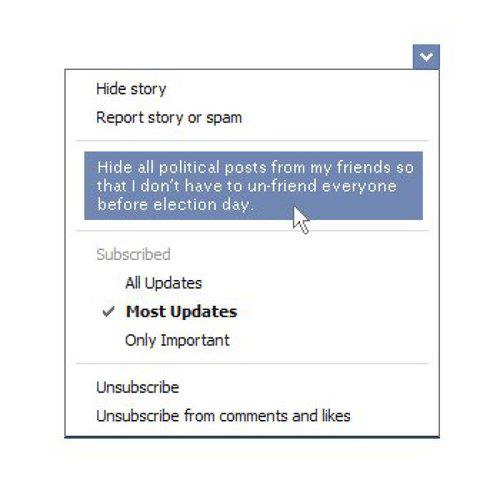 Hide story
Report story or spam
Hide all political posts from my friends so
that I don't have to un-friend everyone
before election day.
Subscribed
All Updates
Most Updates
Only Important
Unsubscribe
Unsubscribe from comments and likes